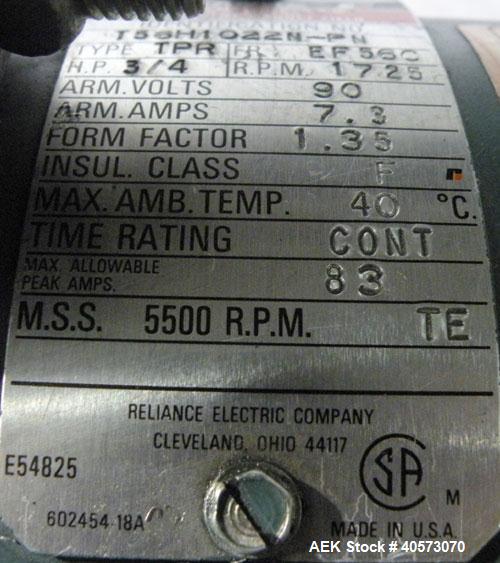 IDENTIFICATION NO.
T56H1022N-PN
TYPE TPR FR. EF56C
H.P. 3/4 R.P.M. 1725
ARM. VOLTS 90
ARM. AMPS 7.3
FORM FACTOR 1.35
INSUL. CLASS F
MAX. AMB. TEMP. 40 °C.
TIME RATING CONT
MAX. ALLOWABLE
PEAK AMPS. 83
M.S.S. 5500 R.P.M. TE
RELIANCE ELECTRIC COMPANY
CLEVELAND, OHIO 44117
E54825
SA
M
602454-18A
MADE IN U.S.A.
AEK Stock # 40573070